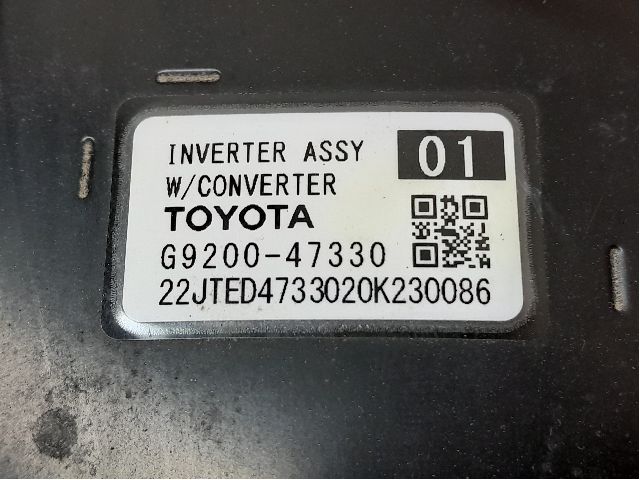 INVERTER ASSY
01
W/CONVERTER
TOYOTA
G9200-47330
22JTED4733020K230086